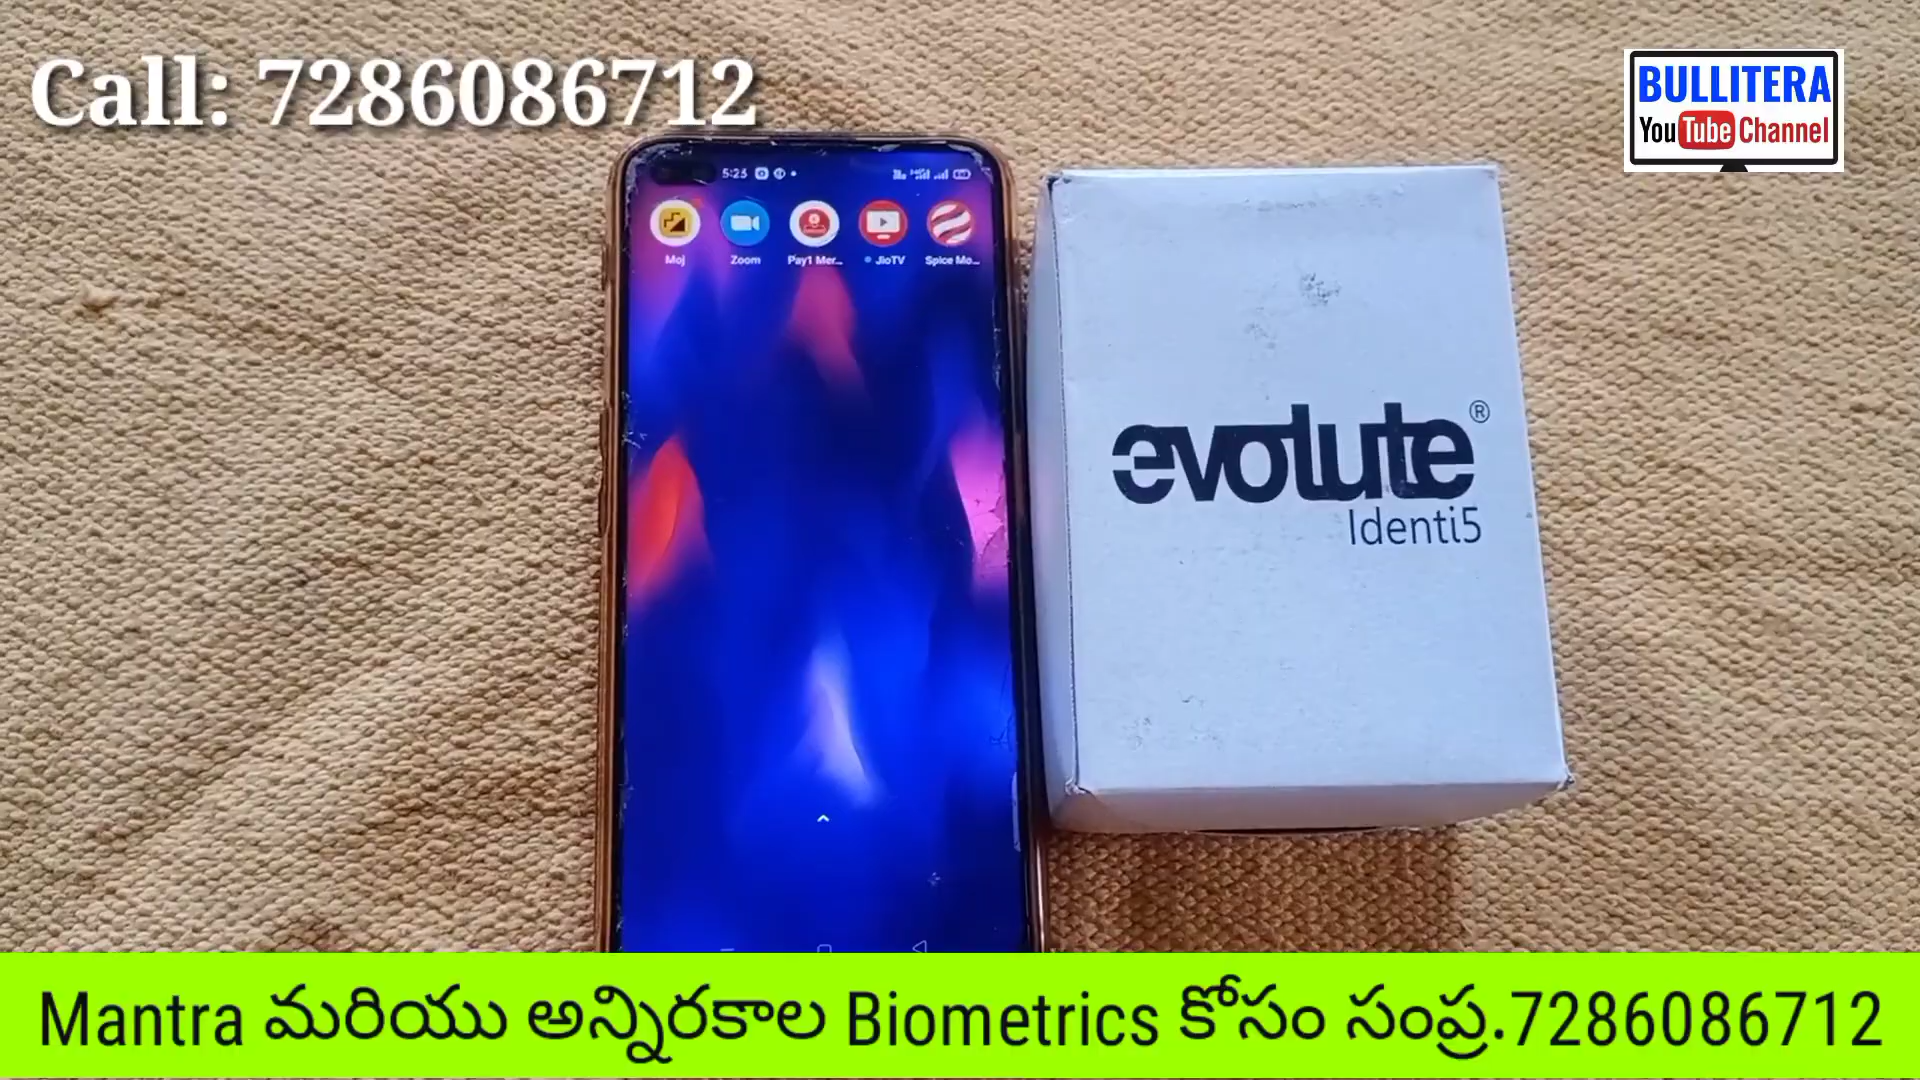 Call: 7286086712
BULLITERA
YouTube Channel
5:23
Moj
Zoom
Pay1 Mer...
JioTV
Spice Mo...
evolute®
Identi5
Mantra మరియు అన్నిరకాల Biometrics కోసం సంప్ర.7286086712